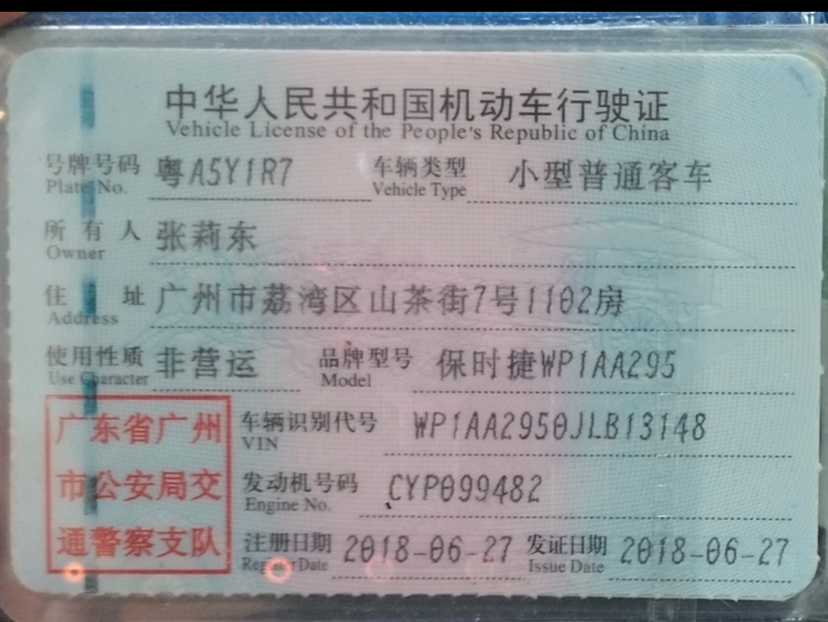 中华人民共和国机动车行驶证
Vehicle License of the People's Republic of China
号牌号码 粤A5Y1R7 车辆类型 小型普通客车
Plate No. Vehicle Type
所有人 张莉东
Owner
住址 广州市荔湾区山茶街7号1102房
Address
使用性质 非营运 品牌型号 保时捷WP1AA295
Use Character Model
广东省广州 车辆识别代号 WP1AA2950JLB13148
VIN
市公安局交 发动机号码 CYP099482
Engine No.
通警察支队 注册日期 2018-06-27 发证日期 2018-06-27
Register Date Issue Date